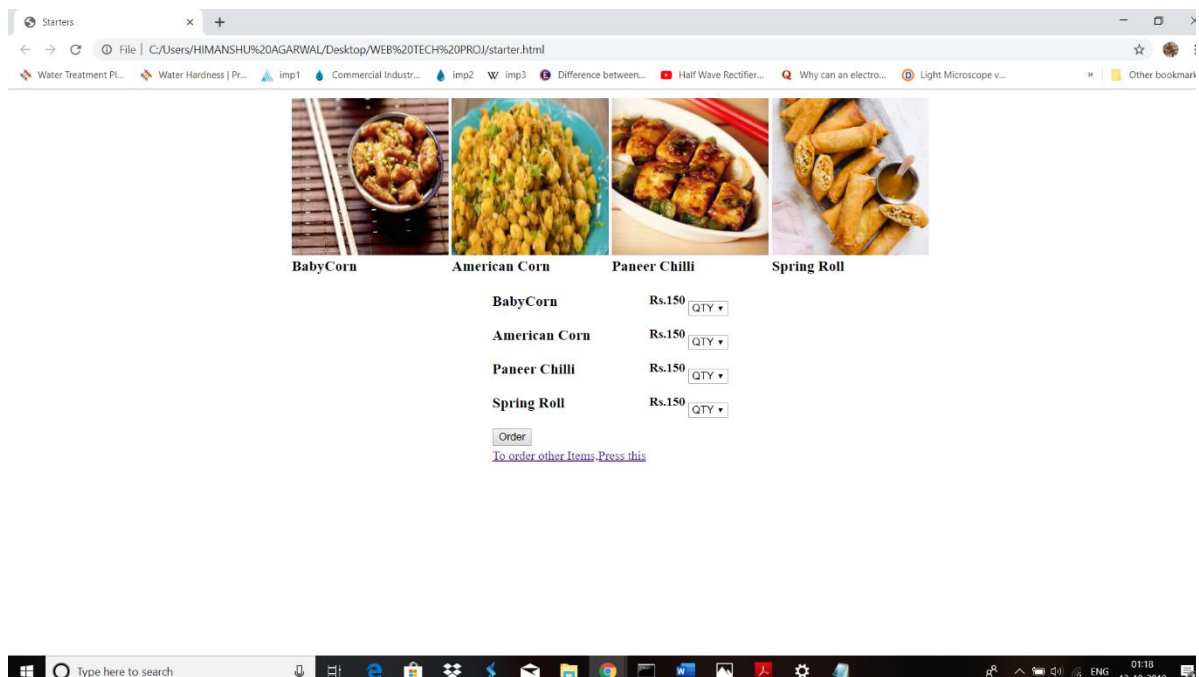 Starters
File | C:/Users/HIMANSHU%20AGARWAL/Desktop/WEB%20TECH%20PROJ/starter.html
Water Treatment Pl... Water Hardness | Pr... imp1 Commercial Industr... imp2 W imp3 Difference between... Half Wave Rectifier... Q Why can an electro... D Light Microscope v... » Other bookmark
BabyCorn American Corn Paneer Chilli Spring Roll
BabyCorn Rs.150 QTY
American Corn Rs.150 QTY
Paneer Chilli Rs.150 QTY
Spring Roll Rs.150 QTY
Order
To order other Items,Press this
Type here to search ENG 01:18